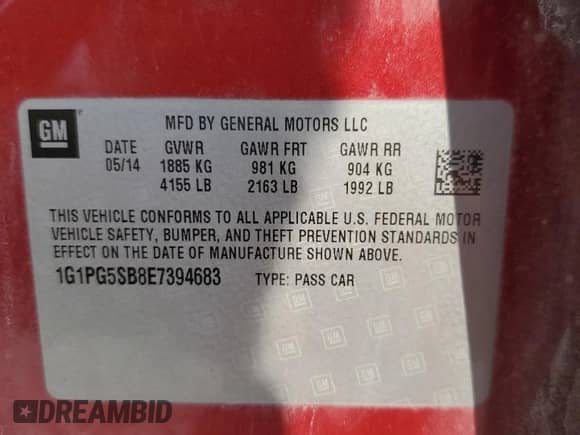 GM
MFD BY GENERAL MOTORS LLC
DATE GVWR GAWR FRT GAWR RR
05/14 1885 KG 981 KG 904 KG
4155 LB 2163 LB 1992 LB
THIS VEHICLE CONFORMS TO ALL APPLICABLE U.S. FEDERAL MOTOR
VEHICLE SAFETY, BUMPER, AND THEFT PREVENTION STANDARDS IN
EFFECT ON THE DATE OF MANUFACTURE SHOWN ABOVE.
1G1PG5SB8E7394683 TYPE: PASS CAR
DREAMBID